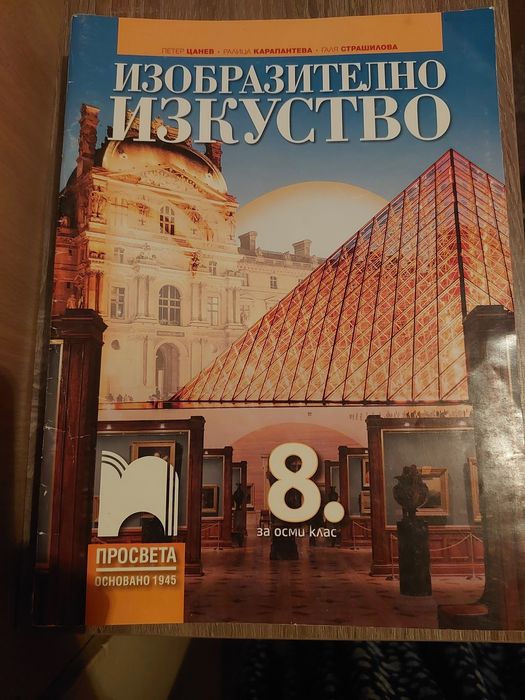 ПЕТЕР ЦАНЕВ • РАЛИЦА КАРАПАНТЕВА • ГАЛЯ СТРАШИЛОВА
ИЗОБРАЗИТЕЛНО
ИЗКУСТВО
8.
за осми клас
ПРОСВЕТА
ОСНОВАНО 1945